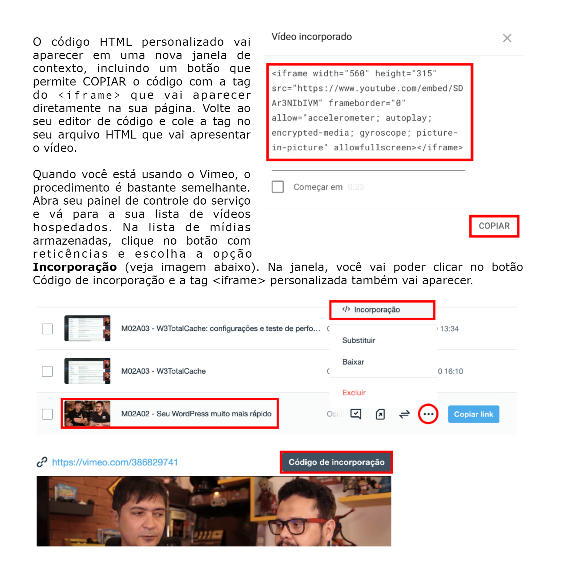 O código HTML personalizado vai
aparecer em uma nova janela de
contexto, incluindo um botão que
permite COPIAR o código com a tag
do <iframe> que vai aparecer
diretamente na sua página. Volte ao
seu editor de código e cole a tag no
seu arquivo HTML que vai apresentar
o vídeo.
Vídeo incorporado
<iframe width="560" height="315"
src="https://www.youtube.com/embed/SD
Ar3NIbIVM" frameborder="0"
allow="accelerometer; autoplay;
encrypted-media; gyroscope; picture-
in-picture" allowfullscreen></iframe>
Começar em 0:23
COPIAR
Quando você está usando o Vimeo, o
procedimento é bastante semelhante.
Abra seu painel de controle do serviço
e vá para a sua lista de vídeos
hospedados. Na lista de mídias
armazenadas, clique no botão com
reticências e escolha a opção
Incorporação (veja imagem abaixo). Na janela, você vai poder clicar no botão
Código de incorporação e a tag <iframe> personalizada também vai aparecer.
</> Incorporação
M02A03 - W3TotalCache: configurações e teste de perfo... 13:34
Substituir
Baixar
M02A03 - W3TotalCache 0 16:10
Excluir
M02A02 - Seu WordPress muito mais rápido
Copiar link
https://vimeo.com/386829741
Código de incorporação